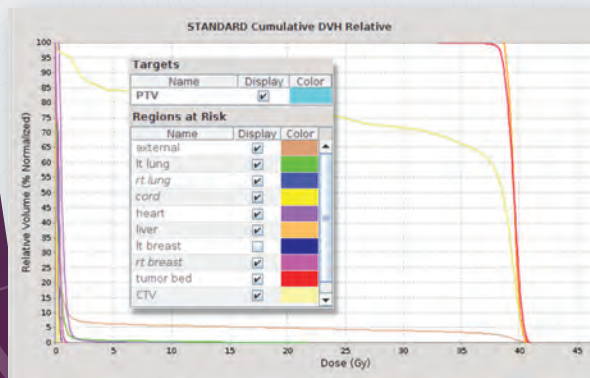 STANDARD Cumulative DVH Relative
Relative Volume (% Normalized)
100
95
90
85
80
75
70
65
60
55
50
45
40
35
30
25
20
15
10
5
0
Targets
Name Display Color
PTV
Regions at Risk
Name Display Color
external
lt lung
rt lung
cord
heart
liver
lt breast
rt breast
tumor bed
CTV
0 5 10 15 20 25 30 35 40 45
Dose (Gy)